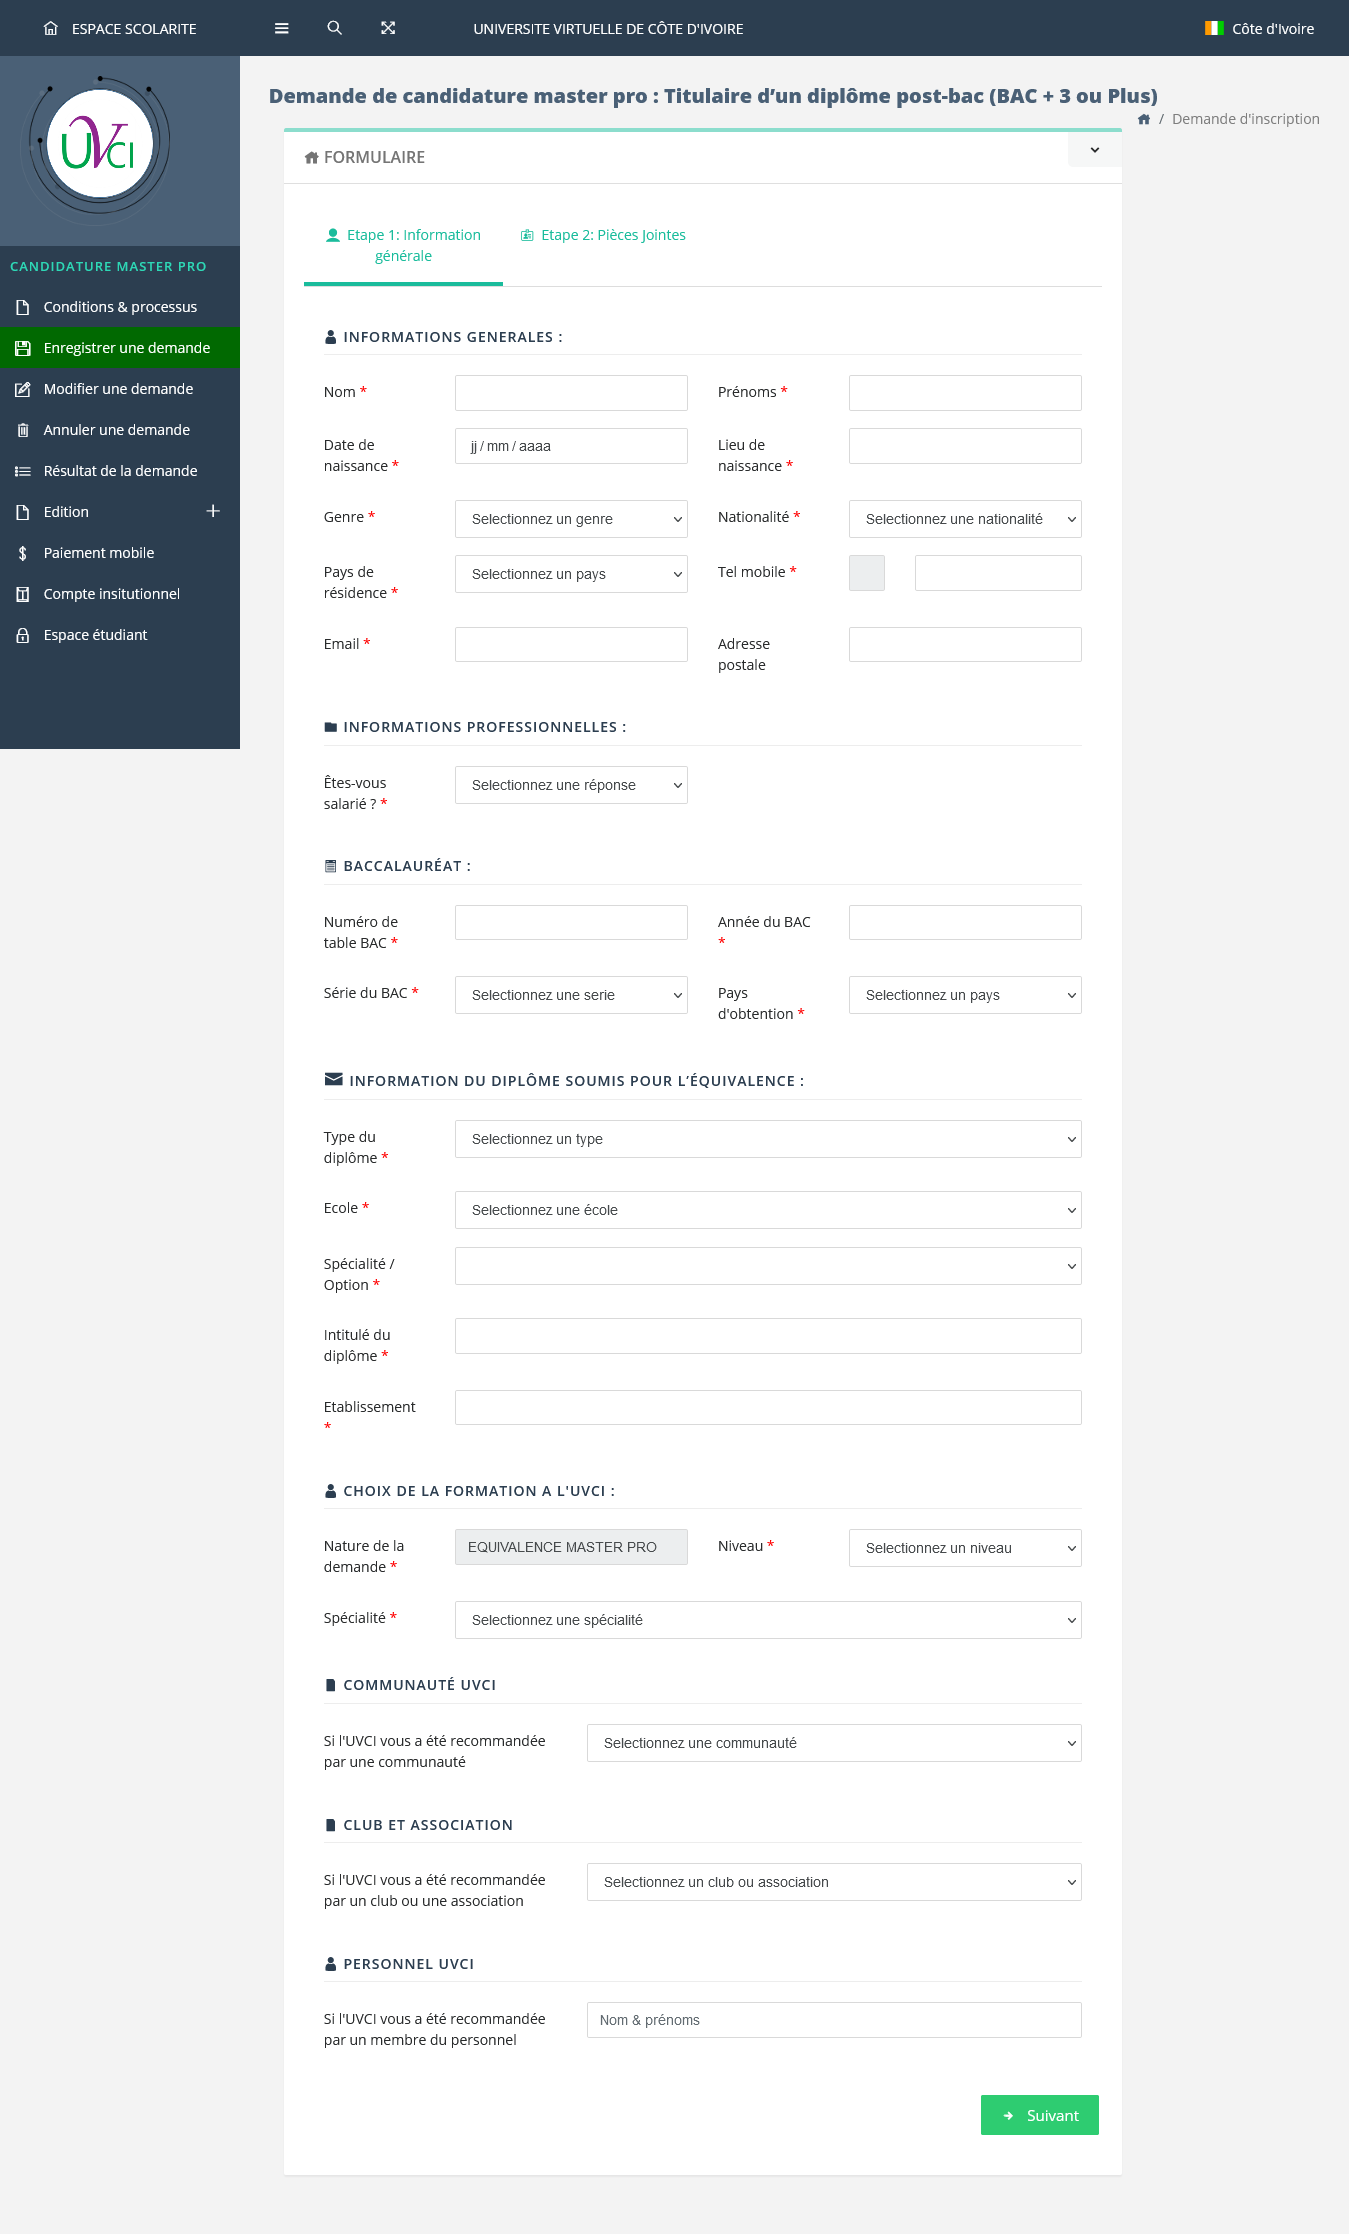 ESPACE SCOLARITE
UNIVERSITE VIRTUELLE DE CÔTE D'IVOIRE
Côte d'Ivoire
UVCI
CANDIDATURE MASTER PRO
Conditions & processus
Enregistrer une demande
Modifier une demande
Annuler une demande
Résultat de la demande
Edition
Paiement mobile
Compte insitutionnel
Espace étudiant
Demande de candidature master pro : Titulaire d’un diplôme post-bac (BAC + 3 ou Plus)
/ Demande d'inscription
FORMULAIRE
Etape 1: Information
générale
Etape 2: Pièces Jointes
INFORMATIONS GENERALES :
Nom *
Prénoms *
Date de
naissance *
jj / mm / aaaa
Lieu de
naissance *
Genre *
Selectionnez un genre
Nationalité *
Selectionnez une nationalité
Pays de
résidence *
Selectionnez un pays
Tel mobile *
Email *
Adresse
postale
INFORMATIONS PROFESSIONNELLES :
Êtes-vous
salarié ? *
Selectionnez une réponse
BACCALAURÉAT :
Numéro de
table BAC *
Année du BAC
*
Série du BAC *
Selectionnez une serie
Pays
d'obtention *
Selectionnez un pays
INFORMATION DU DIPLÔME SOUMIS POUR L’ÉQUIVALENCE :
Type du
diplôme *
Selectionnez un type
Ecole *
Selectionnez une école
Spécialité /
Option *
Intitulé du
diplôme *
Etablissement
*
CHOIX DE LA FORMATION A L'UVCI :
Nature de la
demande *
EQUIVALENCE MASTER PRO
Niveau *
Selectionnez un niveau
Spécialité *
Selectionnez une spécialité
COMMUNAUTÉ UVCI
Si l'UVCI vous a été recommandée
par une communauté
Selectionnez une communauté
CLUB ET ASSOCIATION
Si l'UVCI vous a été recommandée
par un club ou une association
Selectionnez un club ou association
PERSONNEL UVCI
Si l'UVCI vous a été recommandée
par un membre du personnel
Nom & prénoms
Suivant